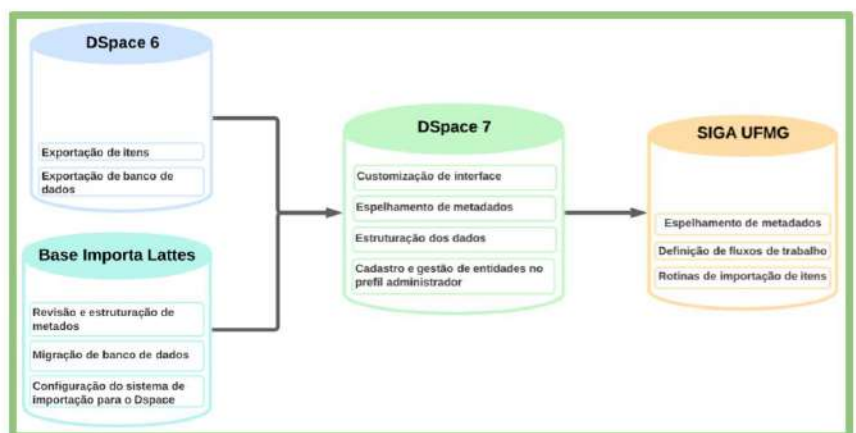 DSpace 6
Exportação de itens
Exportação de banco de
dados
Base Importa Lattes
Revisão e estruturação de
metados
Migração de banco de dados
Configuração do sistema de
importação para o Dspace
DSpace 7
Customização de interface
Espelhamento de metadados
Estruturação dos dados
Cadastro e gestão de entidades no
prefil administrador
SIGA UFMG
Espelhamento de metadados
Definição de fluxos de trabalho
Rotinas de importação de itens